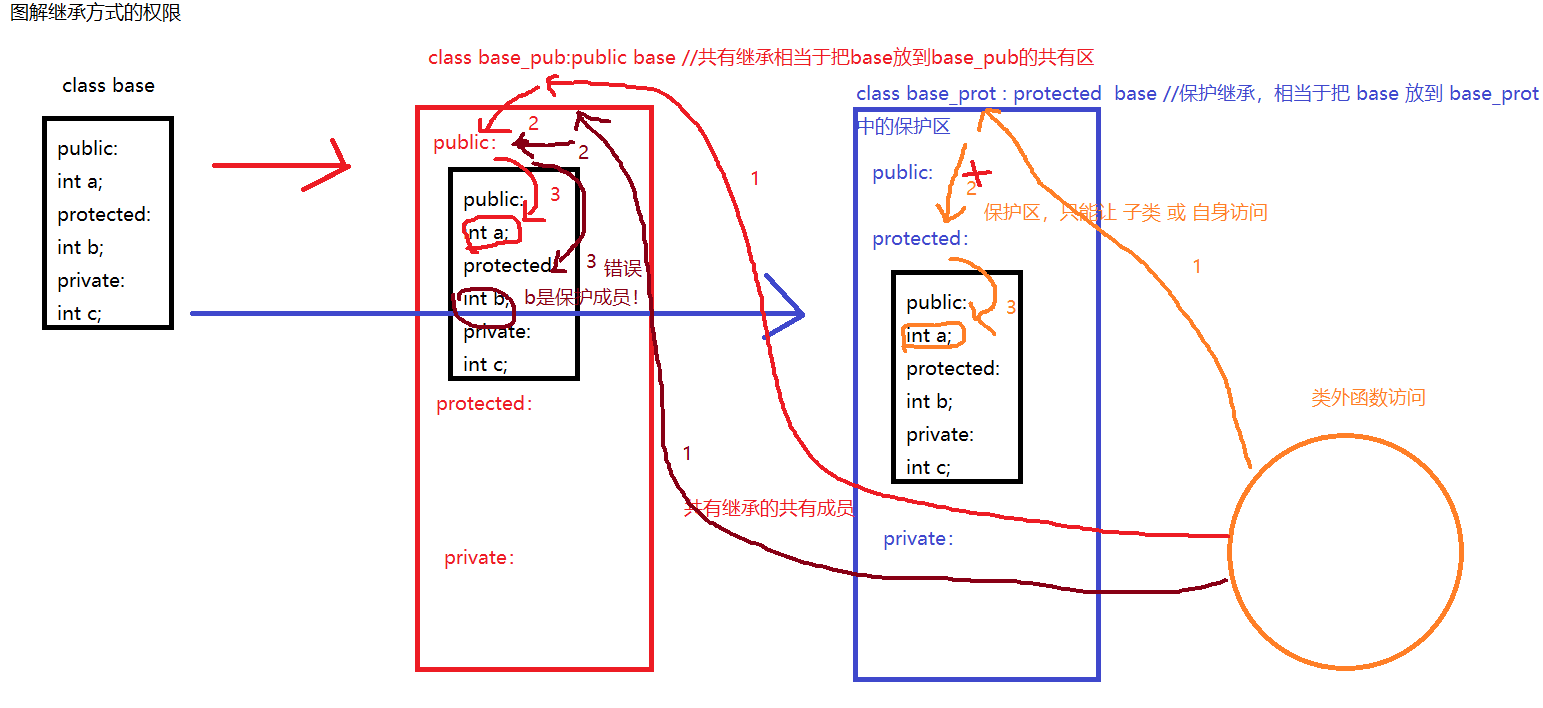 图解继承方式的权限
class base
public:
int a;
protected:
int b;
private:
int c;
class base_pub:public base //共有继承相当于把base放到base_pub的共有区
public:
2
2
3
public:
int a;
protected:
int b;
private:
int c;
3 错误
b是保护成员！
protected：
private：
1
1
共有继承的共有成员
class base_prot : protected  base //保护继承，相当于把 base 放到 base_prot
中的保护区
public:
2
保护区，只能让 子类 或 自身访问
protected：
1
3
public:
int a;
protected:
int b;
private:
int c;
private：
类外函数访问